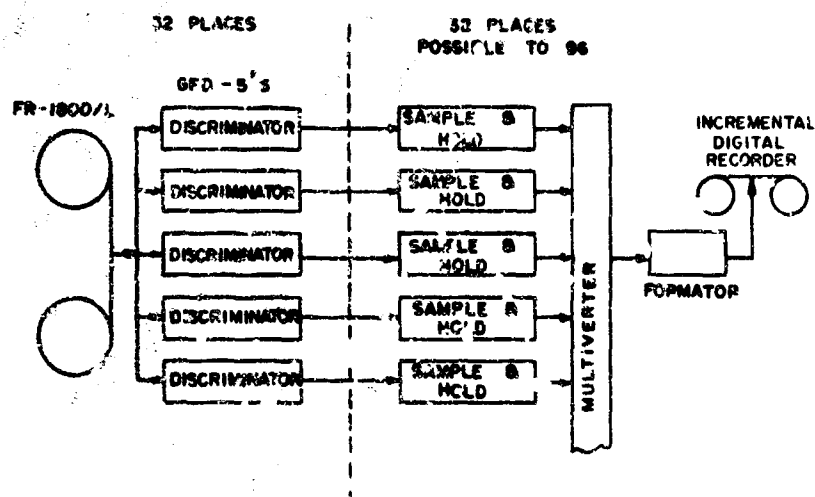 32 PLACES
32 PLACES
POSSIBLE TO 96
GFD-5'S
FR-1800/L
DISCRIMINATOR
SAMPLE &
HOLD
DISCRIMINATOR
SAMPLE &
HOLD
DISCRIMINATOR
SAMPLE &
HOLD
DISCRIMINATOR
SAMPLE &
HOLD
DISCRIMINATOR
SAMPLE &
HOLD
MULTIVERTER
FORMATOR
INCREMENTAL
DIGITAL
RECORDER